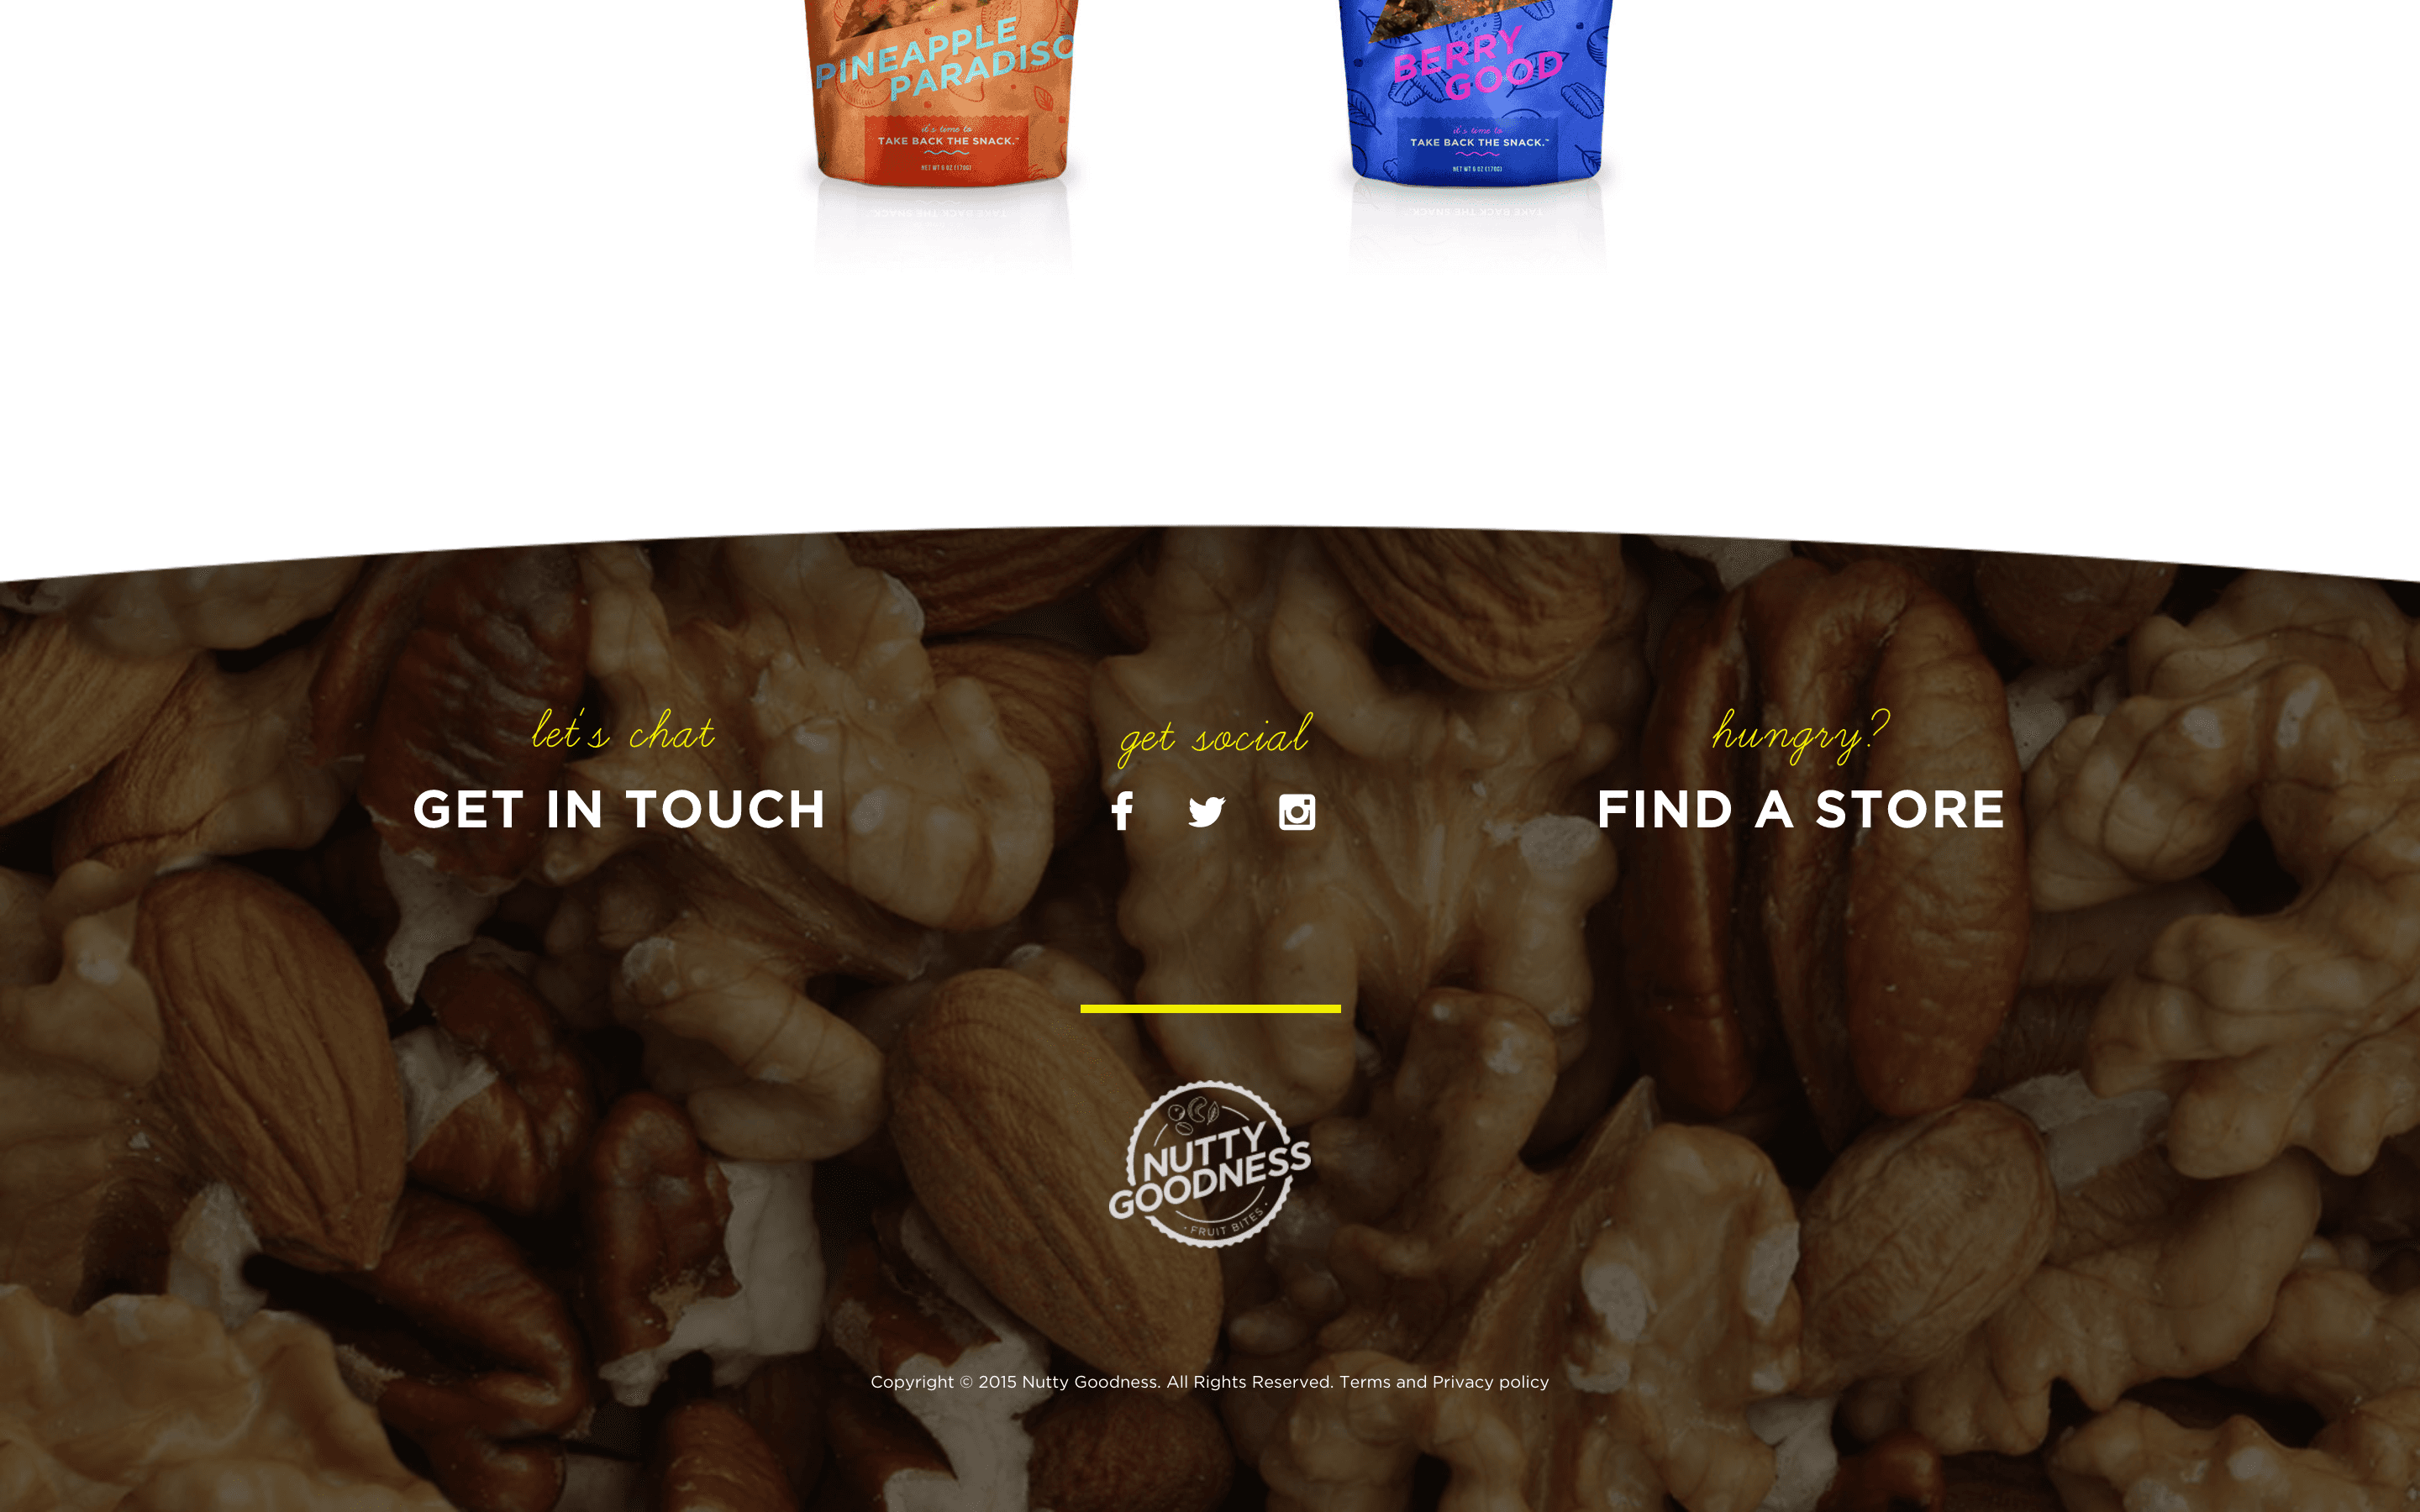 PINEAPPLE
PARADISO
it's time to
TAKE BACK THE SNACK.™
NET WT 6 OZ (170G)
BERRY
GOOD
it's time to
TAKE BACK THE SNACK.™
NET WT 6 OZ (170G)
let's chat
GET IN TOUCH
get social
hungry?
FIND A STORE
NUTTY
GOODNESS
· FRUIT BITES ·
Copyright © 2015 Nutty Goodness. All Rights Reserved. Terms and Privacy policy